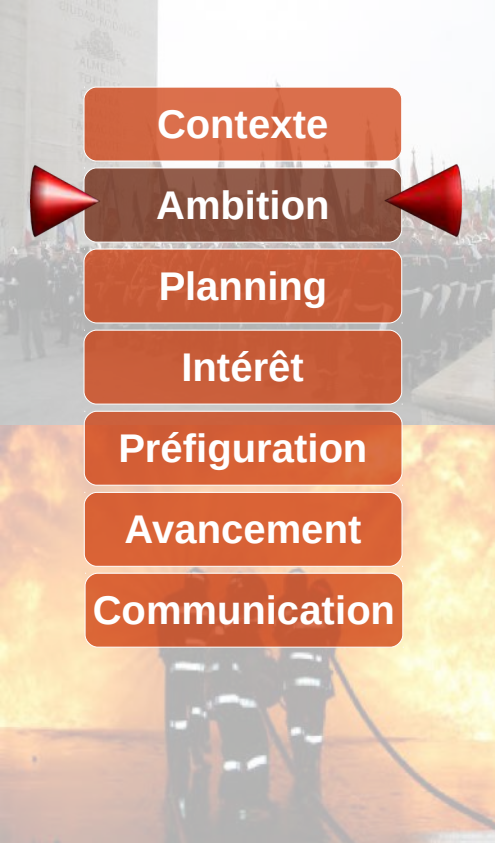 Contexte
Ambition
Planning
Intérêt
Préfiguration
Avancement
Communication